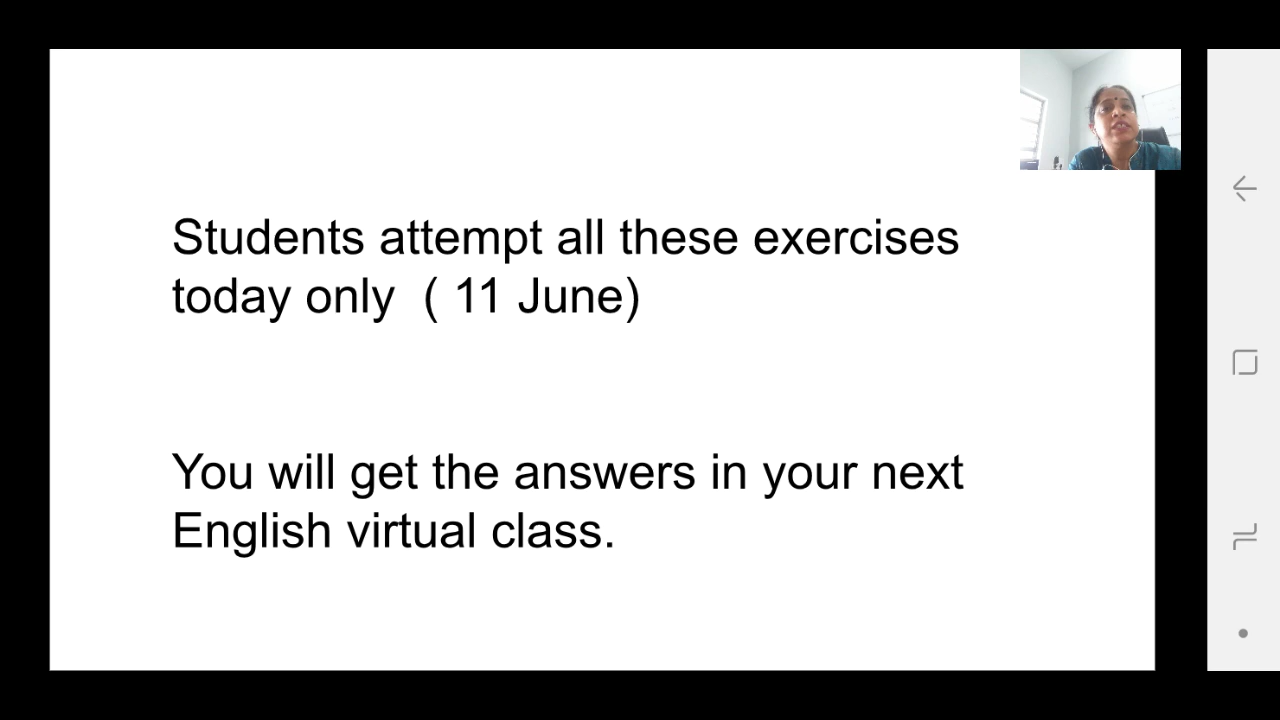 Students attempt all these exercises
today only  ( 11 June)
You will get the answers in your next
English virtual class.